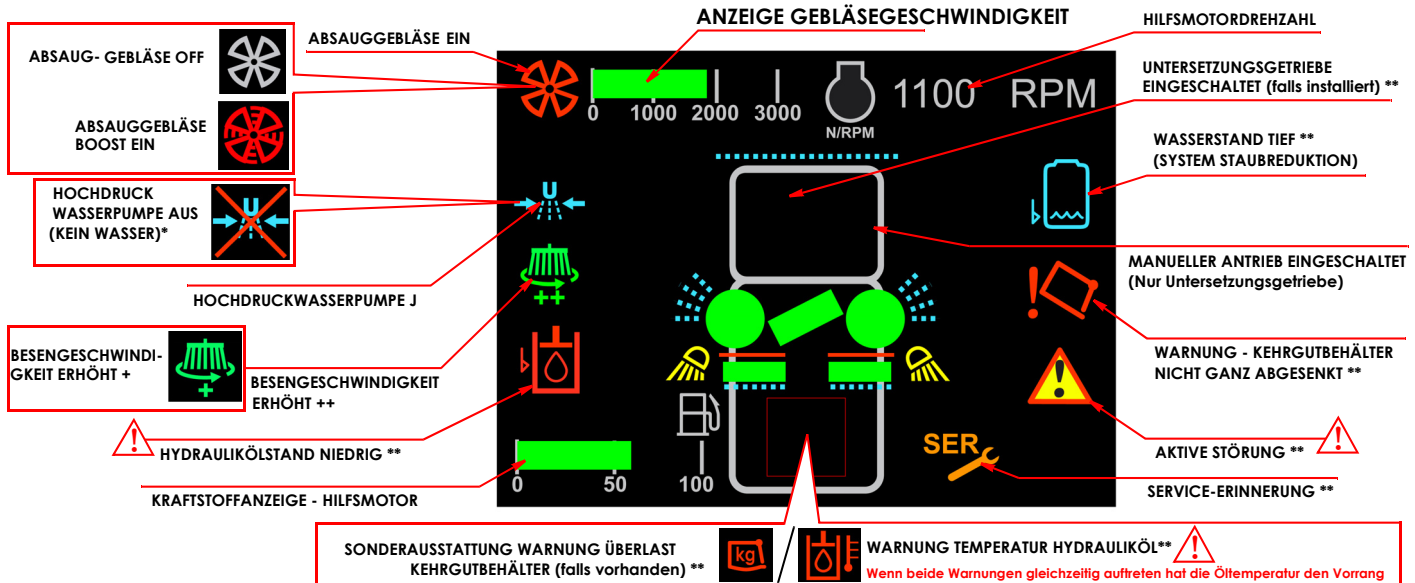 ANZEIGE GEBLÄSEGESCHWINDIGKEIT
HILFSMOTORDREHZAHL
ABSAUGGEBLÄSE EIN
ABSAUG- GEBLÄSE OFF
ABSAUGGEBLÄSE
BOOST EIN
0 1000 2000 3000
N/RPM
1100 RPM
UNTERSETZUNGSGETRIEBE
EINGESCHALTET (falls installiert) **
WASSERSTAND TIEF **
(SYSTEM STAUBREDUKTION)
HOCHDRUCK
WASSERPUMPE AUS
(KEIN WASSER)*
U
U
HOCHDRUCKWASSERPUMPE J
MANUELLER ANTRIEB EINGESCHALTET
(Nur Untersetzungsgetriebe)
++
BESENGESCHWINDI-
GKEIT ERHÖHT +
+
BESENGESCHWINDIGKEIT
ERHÖHT ++
WARNUNG - KEHRGUTBEHÄLTER
NICHT GANZ ABGESENKT **
HYDRAULIKÖLSTAND NIEDRIG **
AKTIVE STÖRUNG **
KRAFTSTOFFANZEIGE - HILFSMOTOR
0 50 100
SER
SERVICE-ERINNERUNG **
SONDERAUSSTATTUNG WARNUNG ÜBERLAST
KEHRGUTBEHÄLTER (falls vorhanden) **
kg
/
WARNUNG TEMPERATUR HYDRAULIKÖL**
Wenn beide Warnungen gleichzeitig auftreten hat die Öltemperatur den Vorrang